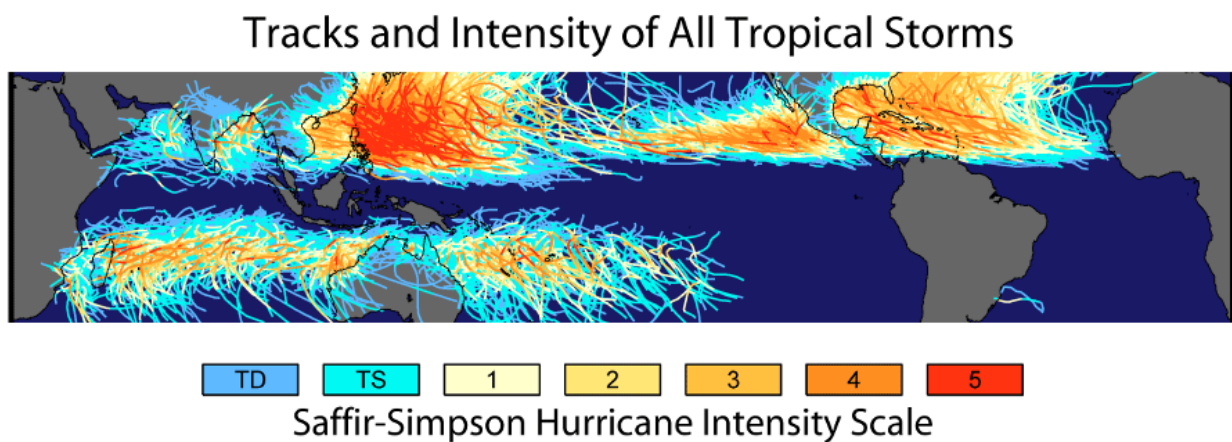 Tracks and Intensity of All Tropical Storms
TD TS 1 2 3 4 5
Saffir-Simpson Hurricane Intensity Scale